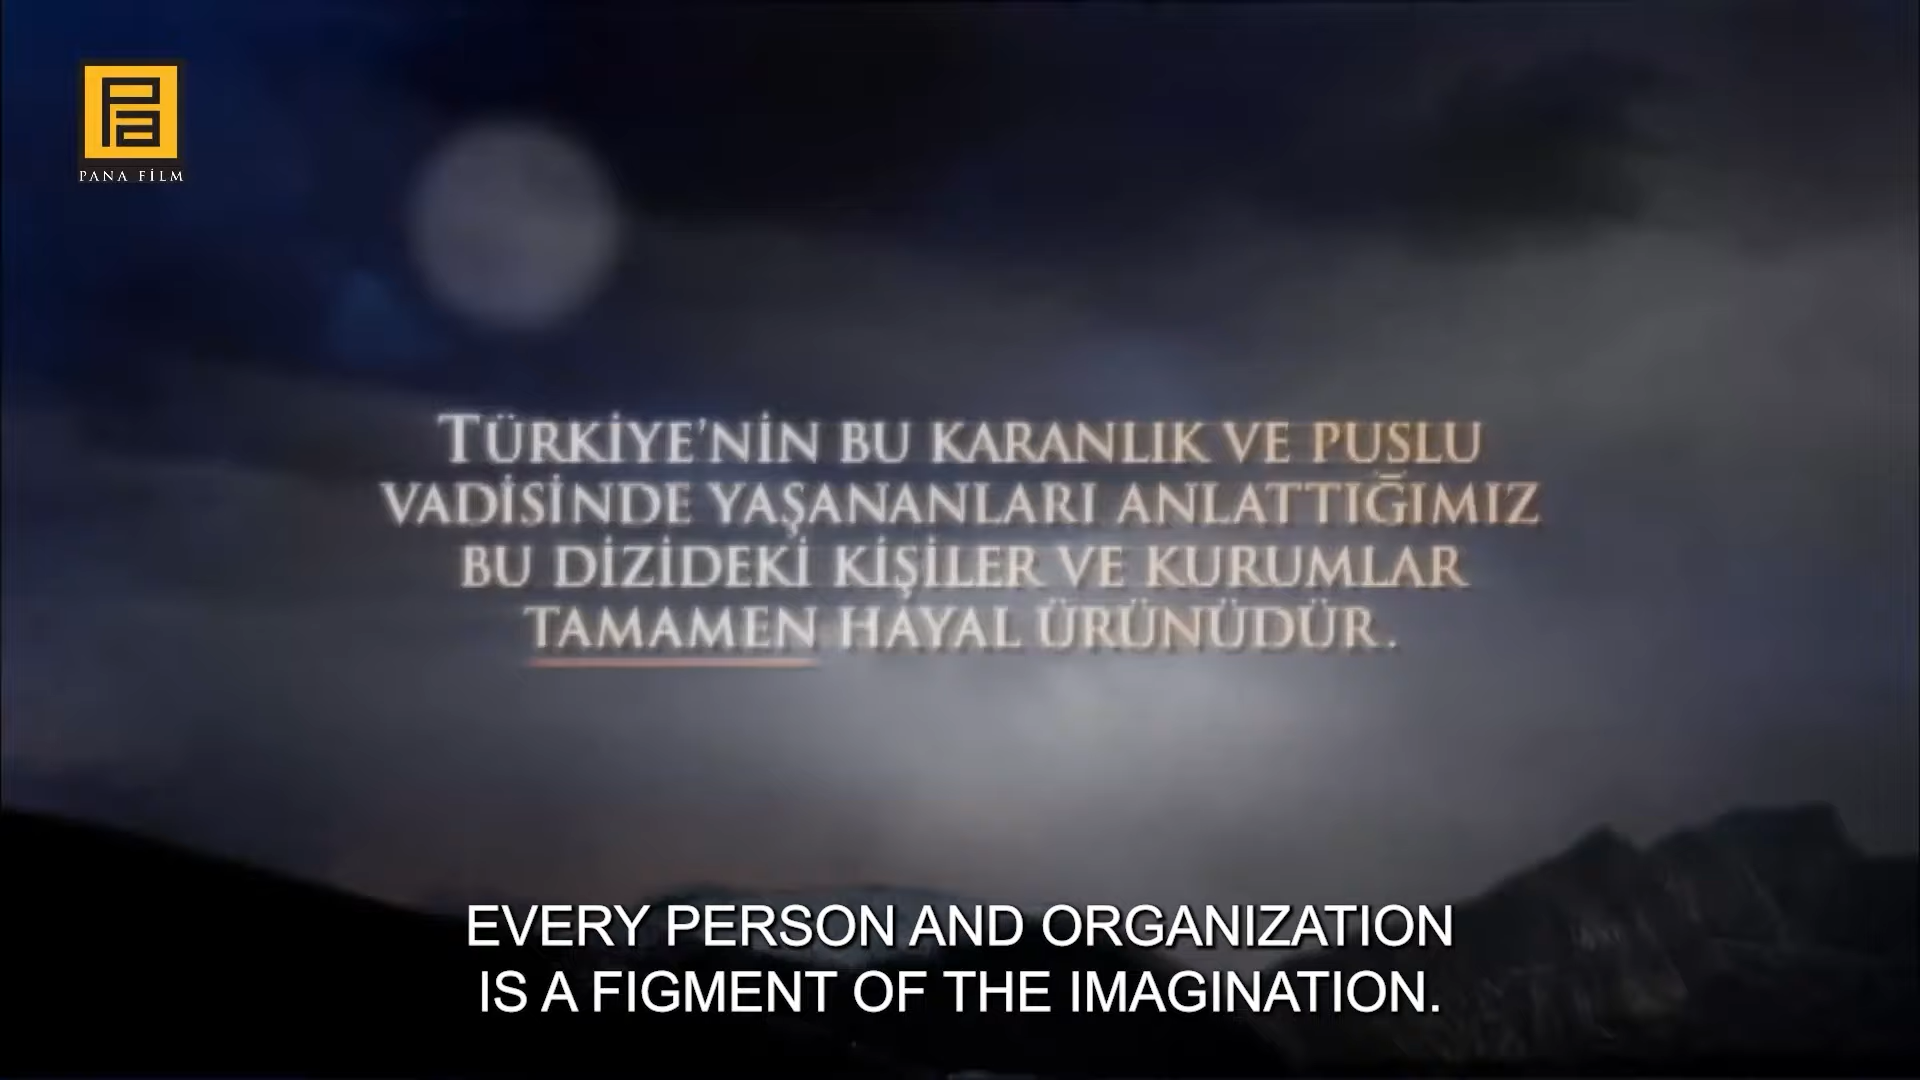 PANA FİLM
TÜRKİYE'NİN BU KARANLIK VE PUSLU
VADİSİNDE YAŞANANLARI ANLATTIĞIMIZ
BU DİZİDEKİ KİŞİLER VE KURUMLAR
TAMAMEN HAYAL ÜRÜNÜDÜR.
EVERY PERSON AND ORGANIZATION
IS A FIGMENT OF THE IMAGINATION.